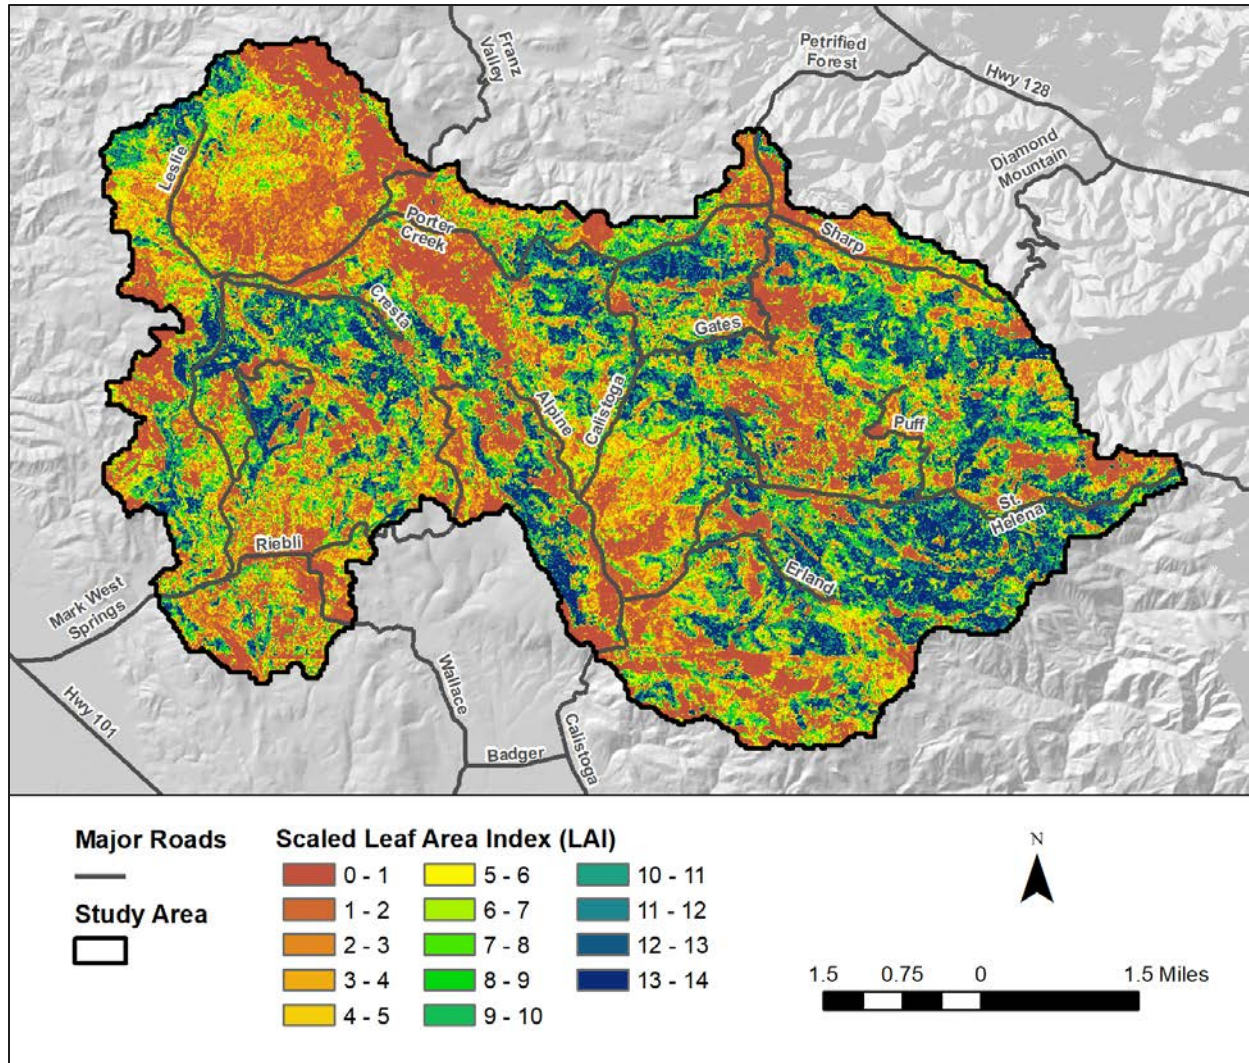 Franz
Valley
Petrified
Forest
Hwy 128
Diamond
Mountain
Leslie
Porter
Creek
Sharp
Cresta
Gates
Alpine
Calistoga
Puff
St.
Helena
Riebli
Erland
Mark West
Springs
Hwy 101
Wallace
Badger
Calistoga
Major Roads
Study Area
Scaled Leaf Area Index (LAI)
0 - 1
1 - 2
2 - 3
3 - 4
4 - 5
5 - 6
6 - 7
7 - 8
8 - 9
9 - 10
10 - 11
11 - 12
12 - 13
13 - 14
N
1.5 0.75 0 1.5 Miles